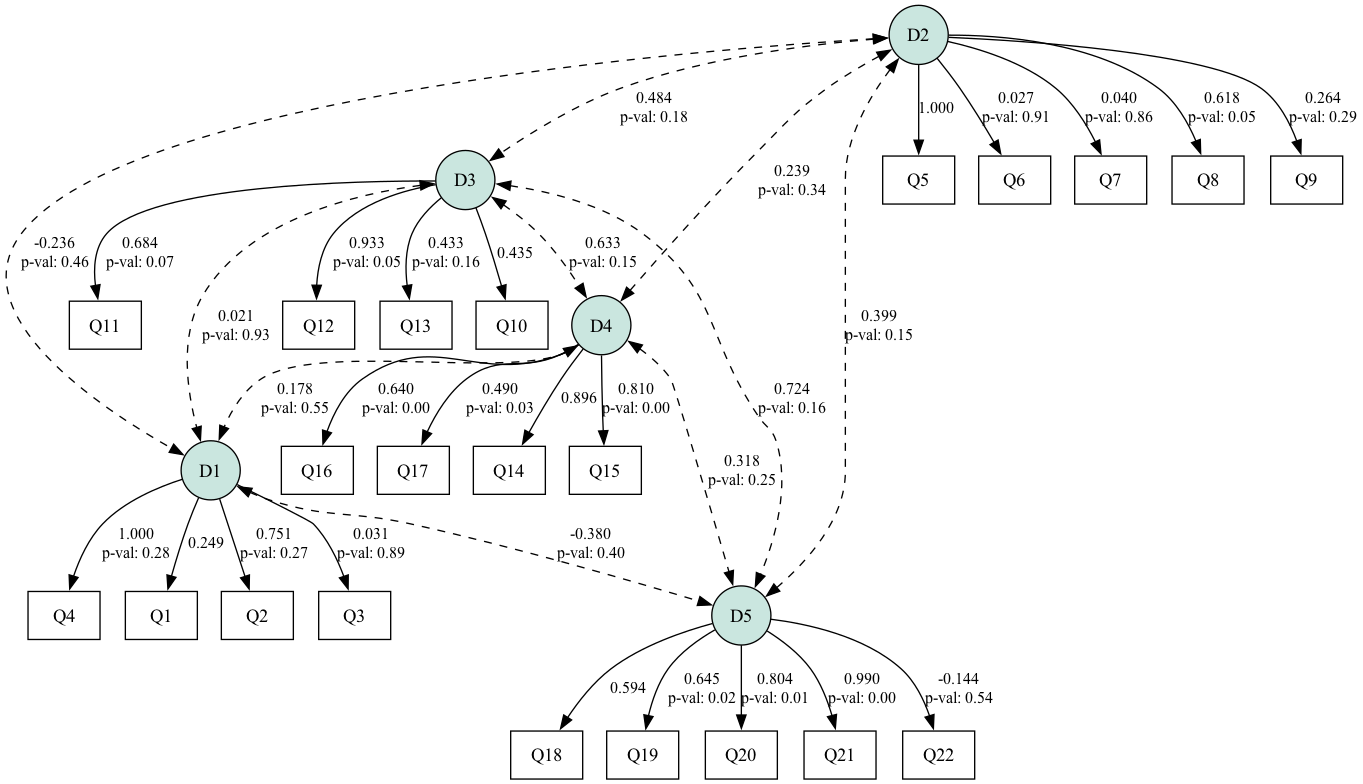 D2
0.484
p-val: 0.18
1.000
0.027
p-val: 0.91
0.040
p-val: 0.86
0.618
p-val: 0.05
0.264
p-val: 0.29
D3
0.239
p-val: 0.34
Q5
Q6
Q7
Q8
Q9
-0.236
p-val: 0.46
0.684
p-val: 0.07
0.933
p-val: 0.05
0.433
p-val: 0.16
0.435
0.633
p-val: 0.15
Q11
0.021
p-val: 0.93
Q12
Q13
Q10
D4
0.399
p-val: 0.15
0.178
p-val: 0.55
0.640
p-val: 0.00
0.490
p-val: 0.03
0.896
0.810
p-val: 0.00
0.724
p-val: 0.16
D1
Q16
Q17
Q14
Q15
0.318
p-val: 0.25
1.000
p-val: 0.28
0.249
0.751
p-val: 0.27
0.031
p-val: 0.89
-0.380
p-val: 0.40
Q4
Q1
Q2
Q3
D5
0.594
0.645
p-val: 0.02
0.804
p-val: 0.01
0.990
p-val: 0.00
-0.144
p-val: 0.54
Q18
Q19
Q20
Q21
Q22